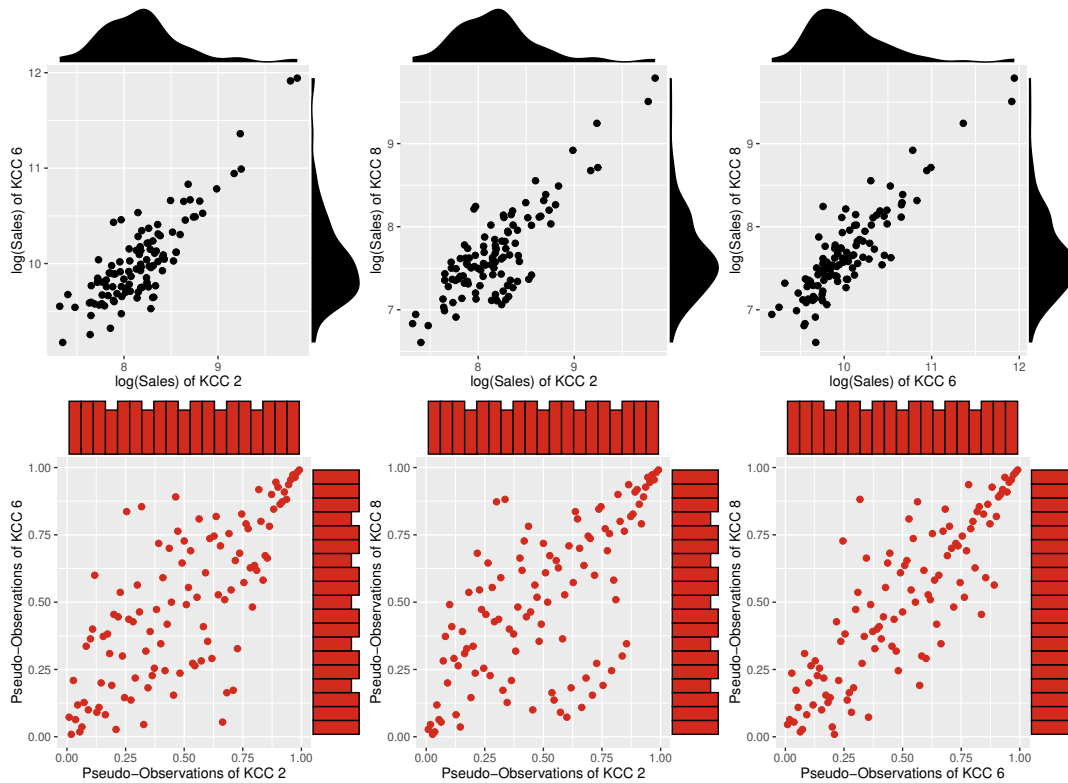 12
11
10
log(Sales) of KCC 6
8
9
log(Sales) of KCC 2
9
8
7
log(Sales) of KCC 8
8
9
log(Sales) of KCC 2
9
8
7
log(Sales) of KCC 8
10
11
12
log(Sales) of KCC 6
1.00
0.75
0.50
0.25
0.00
Pseudo−Observations of KCC 6
0.00 0.25 0.50 0.75 1.00
Pseudo−Observations of KCC 2
1.00
0.75
0.50
0.25
0.00
Pseudo−Observations of KCC 8
0.00 0.25 0.50 0.75 1.00
Pseudo−Observations of KCC 2
1.00
0.75
0.50
0.25
0.00
Pseudo−Observations of KCC 8
0.00 0.25 0.50 0.75 1.00
Pseudo−Observations of KCC 6